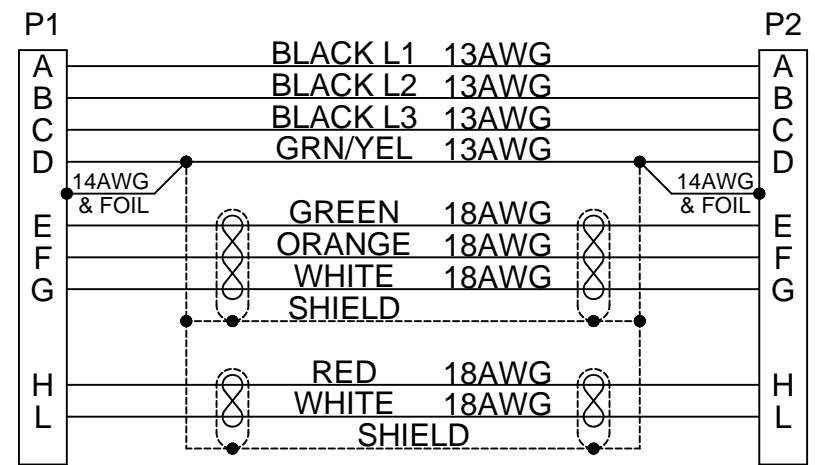 P1 P2
A BLACK L1 13AWG A
B BLACK L2 13AWG B
C BLACK L3 13AWG C
D GRN/YEL 13AWG D
14AWG 14AWG
& FOIL & FOIL
E GREEN 18AWG E
F ORANGE 18AWG F
G WHITE 18AWG G
SHIELD
H RED 18AWG H
L WHITE 18AWG L
SHIELD